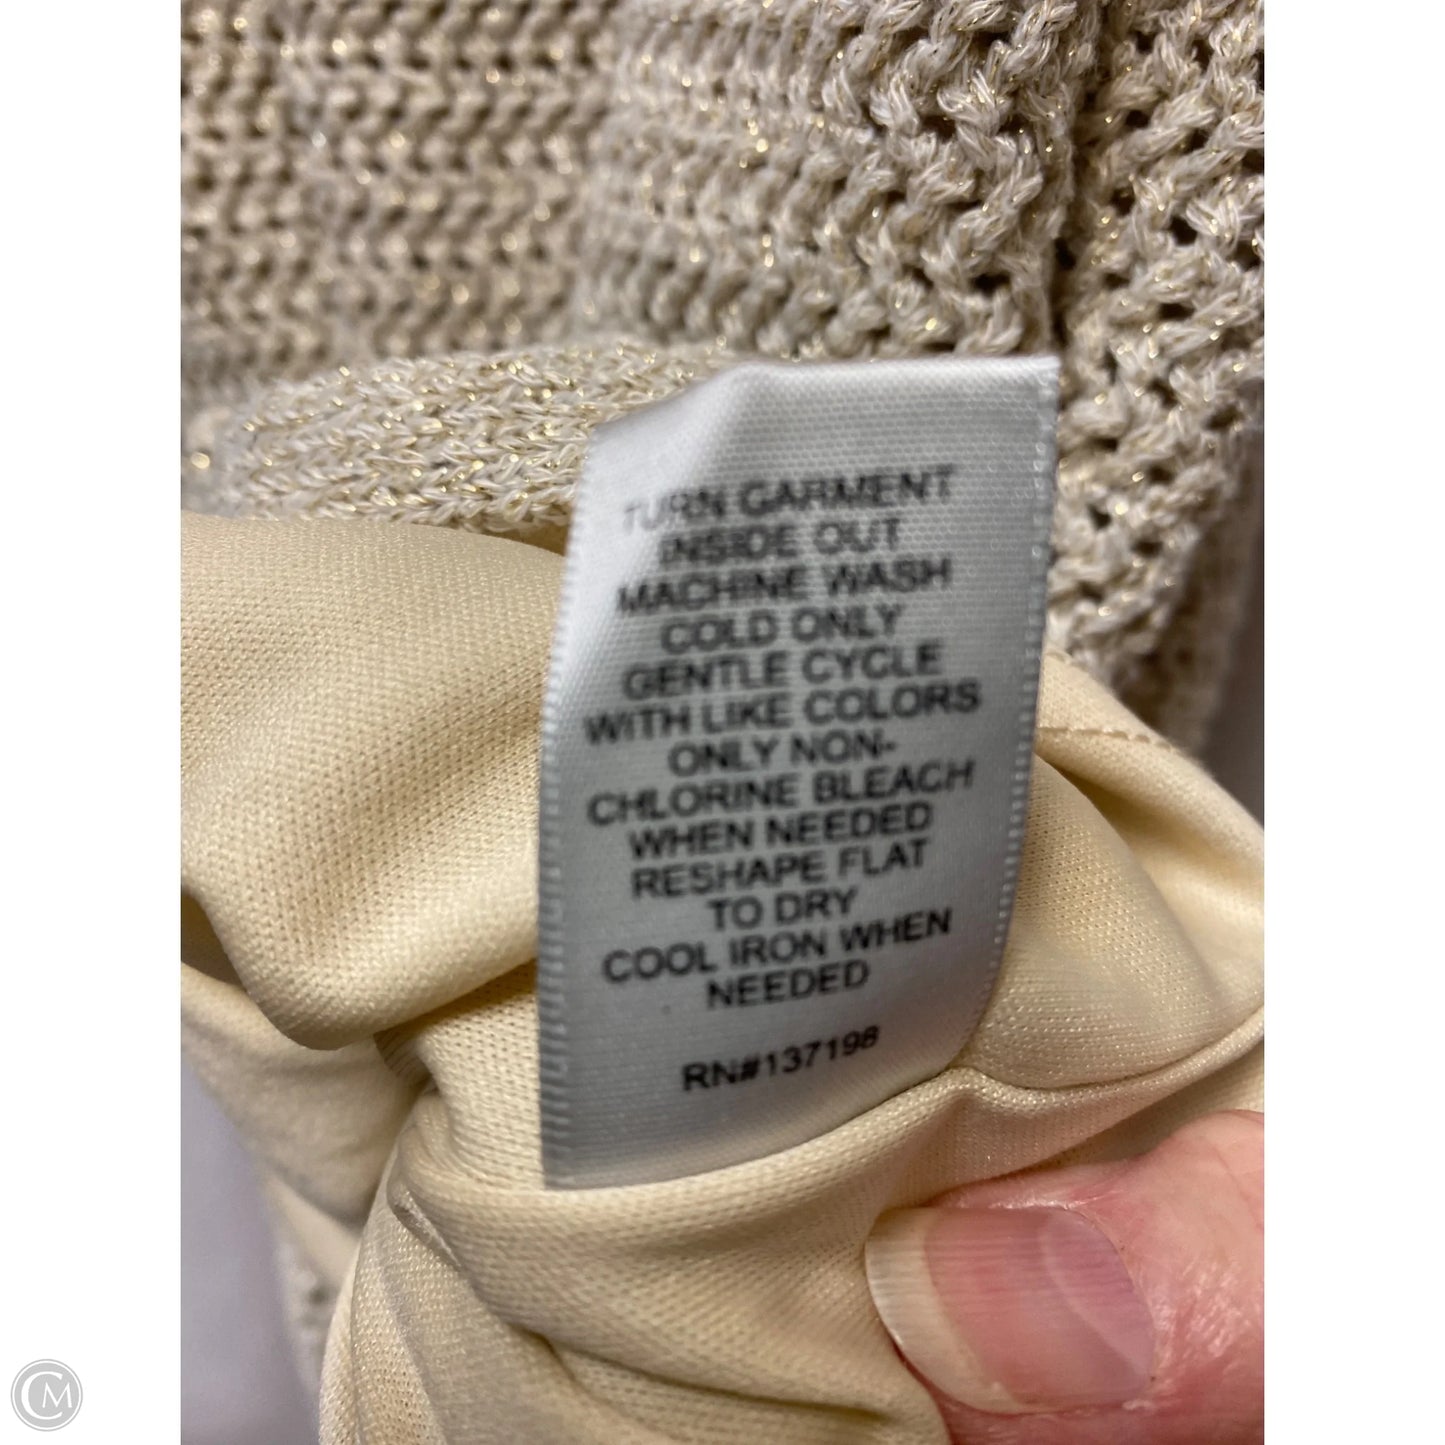 TURN GARMENT
INSIDE OUT
MACHINE WASH
COLD ONLY
GENTLE CYCLE
WITH LIKE COLORS
ONLY NON-
CHLORINE BLEACH
WHEN NEEDED
RESHAPE FLAT
TO DRY
COOL IRON WHEN
NEEDED
RN#137198
CM